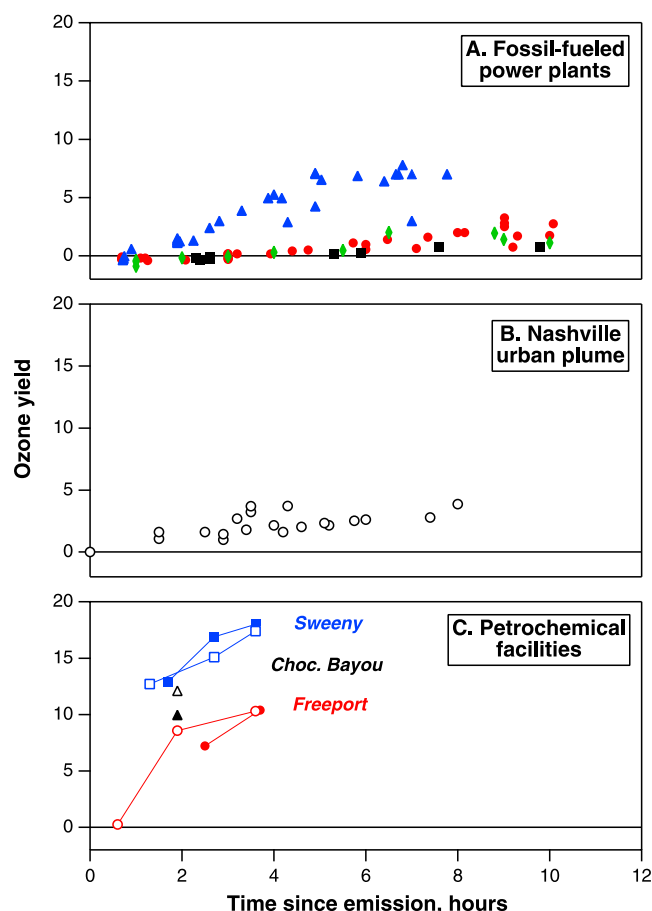 20
A. Fossil-fueled
power plants
15
10
5
0
20
B. Nashville
urban plume
15
Ozone yield
10
5
0
20
Sweeny
C. Petrochemical
facilities
15
Choc. Bayou
10
Freeport
5
0
0 2 4 6 8 10 12
Time since emission. hours